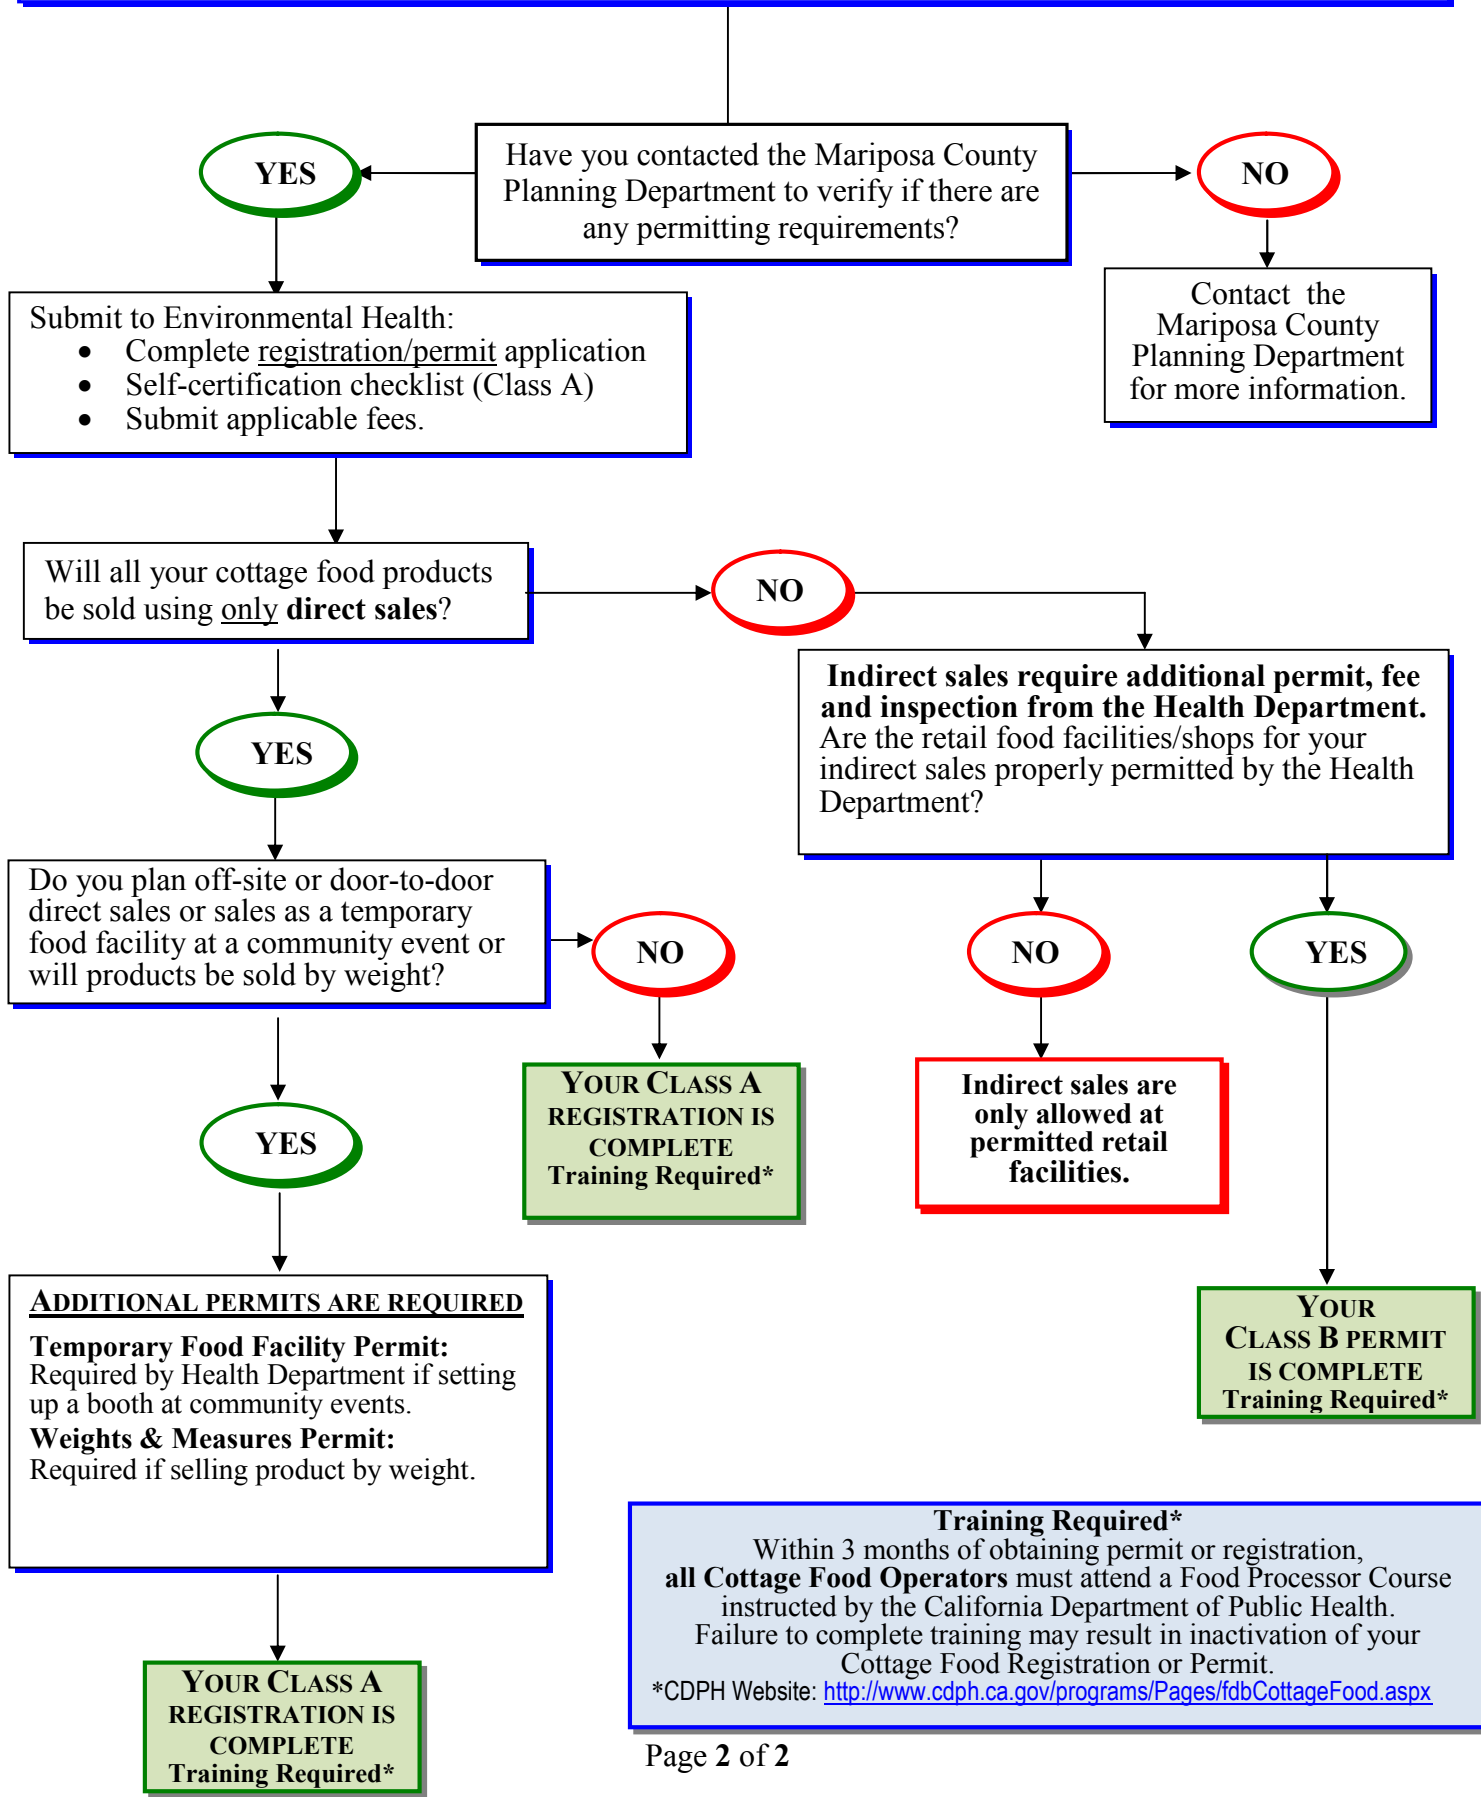 Have you contacted the Mariposa County
Planning Department to verify if there are
any permitting requirements?
YES
NO
Contact the
Mariposa County
Planning Department
for more information.
Submit to Environmental Health:
• Complete registration/permit application
• Self-certification checklist (Class A)
• Submit applicable fees.
Will all your cottage food products
be sold using only direct sales?
NO
YES
Indirect sales require additional permit, fee
and inspection from the Health Department.
Are the retail food facilities/shops for your
indirect sales properly permitted by the Health
Department?
Do you plan off-site or door-to-door
direct sales or sales as a temporary
food facility at a community event or
will products be sold by weight?
NO
NO
YES
YOUR CLASS A
REGISTRATION IS
COMPLETE
Training Required*
Indirect sales are
only allowed at
permitted retail
facilities.
YES
ADDITIONAL PERMITS ARE REQUIRED
Temporary Food Facility Permit:
Required by Health Department if setting
up a booth at community events.
Weights & Measures Permit:
Required if selling product by weight.
YOUR
CLASS B PERMIT
IS COMPLETE
Training Required*
Training Required*
Within 3 months of obtaining permit or registration,
all Cottage Food Operators must attend a Food Processor Course
instructed by the California Department of Public Health.
Failure to complete training may result in inactivation of your
Cottage Food Registration or Permit.
*CDPH Website: http://www.cdph.ca.gov/programs/Pages/fdbCottageFood.aspx
YOUR CLASS A
REGISTRATION IS
COMPLETE
Training Required*
Page 2 of 2